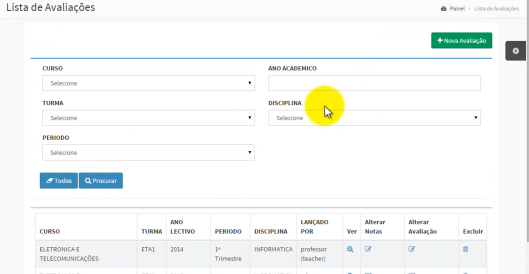 Lista de Avaliações
Painel > Lista de Avaliações
+ Nova Avaliação
CURSO
ANO ACADEMICO
Selecione
TURMA
DISCIPLINA
Selecione
Selecione
PERIODO
Selecione
Todos
Procurar
CURSO TURMA ANO LECTIVO PERIODO DISCIPLINA LANÇADO POR Ver Alterar Notas Alterar Avaliação Excluir
ELETRONICA E TELECOMUNICAÇÕES ETA1 2014 1º Trimestre INFORMATICA professor (teacher)